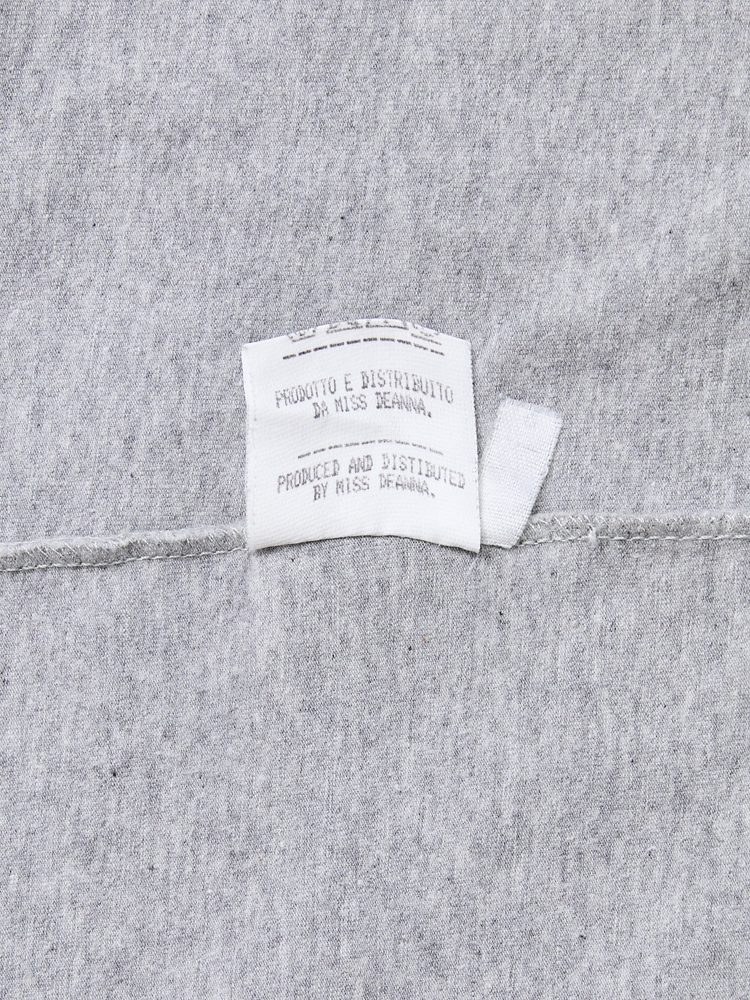 PRODOTTO E DISTRIBUITO
DA MISS DEANNA.
PRODUCED AND DISTIBUTED
BY MISS DEANNA.